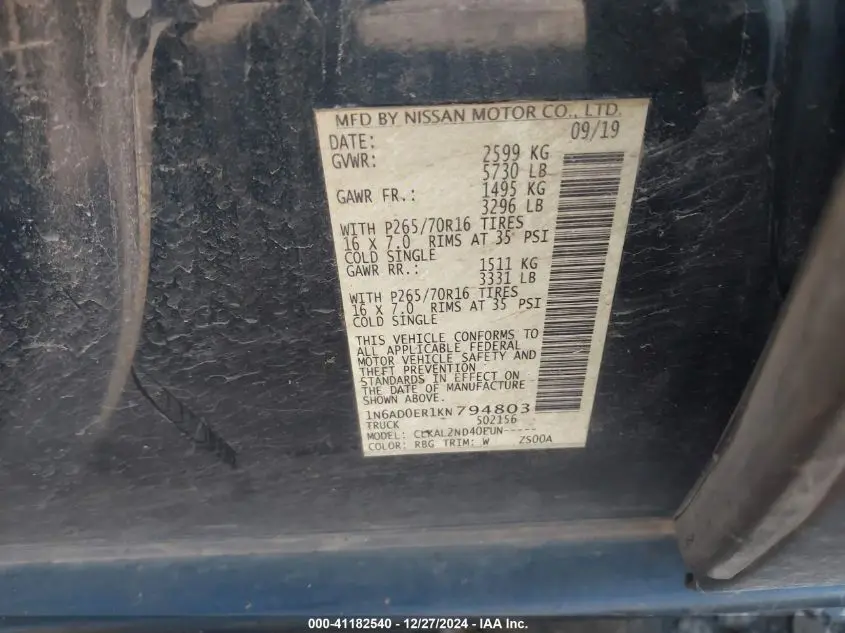 MFD BY NISSAN MOTOR CO., LTD.
DATE: 09/19
GVWR: 2599 KG
5730 LB
GAWR FR.: 1495 KG
3296 LB
WITH P265/70R16 TIRES
16 X 7.0 RIMS AT 35 PSI
COLD SINGLE
GAWR RR.: 1511 KG
3331 LB
WITH P265/70R16 TIRES
16 X 7.0 RIMS AT 35 PSI
COLD SINGLE
THIS VEHICLE CONFORMS TO
ALL APPLICABLE FEDERAL
MOTOR VEHICLE SAFETY AND
THEFT PREVENTION
STANDARDS IN EFFECT ON
THE DATE OF MANUFACTURE
SHOWN ABOVE.
1N6AD0ER1KN794803
TRUCK 502156
MODEL: CLKAL2ND40EUN-----
COLOR: RBG TRIM: W ZS00A
000-41182540 - 12/27/2024 - IAA Inc.